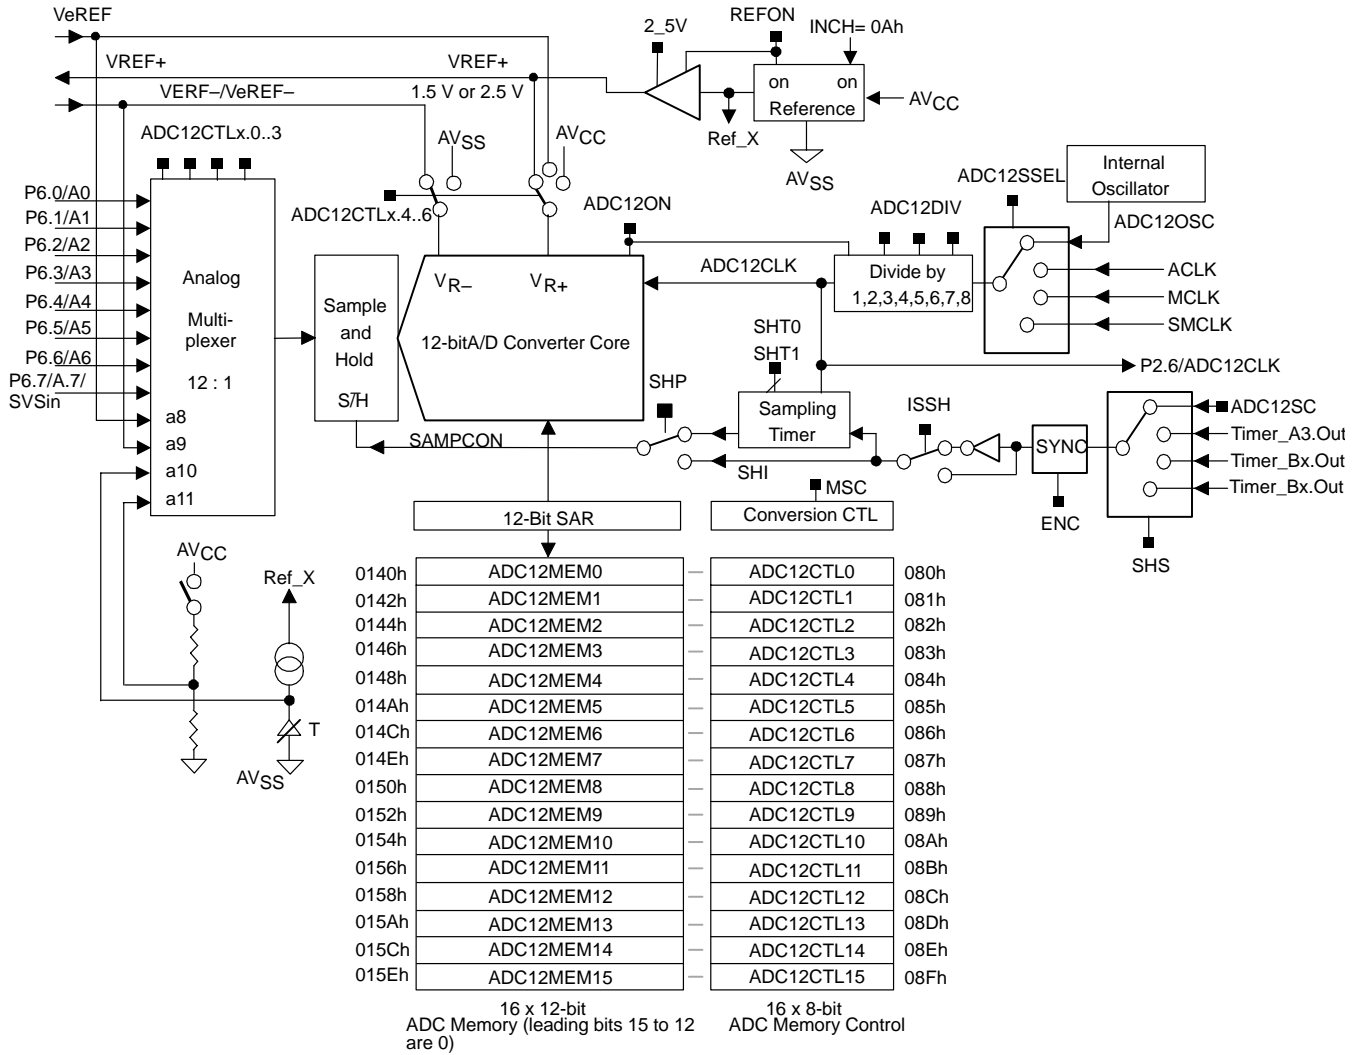 VeREF
REFON
2_5V
INCH= 0Ah
VREF+
VREF+
on
on
VERF–/VeREF–
1.5 V or 2.5 V
Reference
AVCC
ADC12CTLx.0..3
AVSS
AVCC
Ref_X
AVSS
ADC12SSEL
Internal
Oscillator
P6.0/A0
P6.1/A1
P6.2/A2
P6.3/A3
P6.4/A4
P6.5/A5
P6.6/A6
P6.7/A.7/
SVSin
Analog
Multi-
plexer
12 : 1
a8
a9
a10
a11
ADC12CTLx.4..6
ADC12ON
ADC12DIV
ADC12OSC
Sample
and
Hold
S/H
VR–
VR+
12-bitA/D Converter Core
ADC12CLK
Divide by
1,2,3,4,5,6,7,8
ACLK
MCLK
SMCLK
SHT0
SHT1
P2.6/ADC12CLK
SHP
Sampling
Timer
ISSH
ADC12SC
Timer_A3.Out
Timer_Bx.Out
Timer_Bx.Out
SAMPCON
SHI
SYNC
ENC
SHS
MSC
12-Bit SAR
Conversion CTL
AVCC
Ref_X
T
AVSS
0140h ADC12MEM0 ADC12CTL0 080h
0142h ADC12MEM1 ADC12CTL1 081h
0144h ADC12MEM2 ADC12CTL2 082h
0146h ADC12MEM3 ADC12CTL3 083h
0148h ADC12MEM4 ADC12CTL4 084h
014Ah ADC12MEM5 ADC12CTL5 085h
014Ch ADC12MEM6 ADC12CTL6 086h
014Eh ADC12MEM7 ADC12CTL7 087h
0150h ADC12MEM8 ADC12CTL8 088h
0152h ADC12MEM9 ADC12CTL9 089h
0154h ADC12MEM10 ADC12CTL10 08Ah
0156h ADC12MEM11 ADC12CTL11 08Bh
0158h ADC12MEM12 ADC12CTL12 08Ch
015Ah ADC12MEM13 ADC12CTL13 08Dh
015Ch ADC12MEM14 ADC12CTL14 08Eh
015Eh ADC12MEM15 ADC12CTL15 08Fh
16 x 12-bit
ADC Memory (leading bits 15 to 12
are 0)
16 x 8-bit
ADC Memory Control